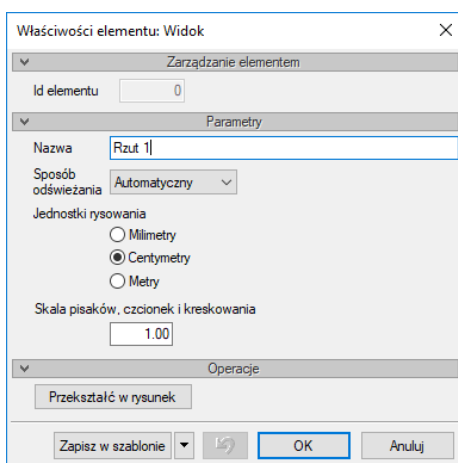 Właściwości elementu: Widok
Zarządzanie elementem
Id elementu 0
Parametry
Nazwa Rzut 1
Sposób
odświeżania Automatyczny
Jednostki rysowania
Milimetry
Centymetry
Metry
Skala pisaków, czcionek i kreskowania
1.00
Operacje
Przekształć w rysunek
Zapisz w szablonie OK Anuluj